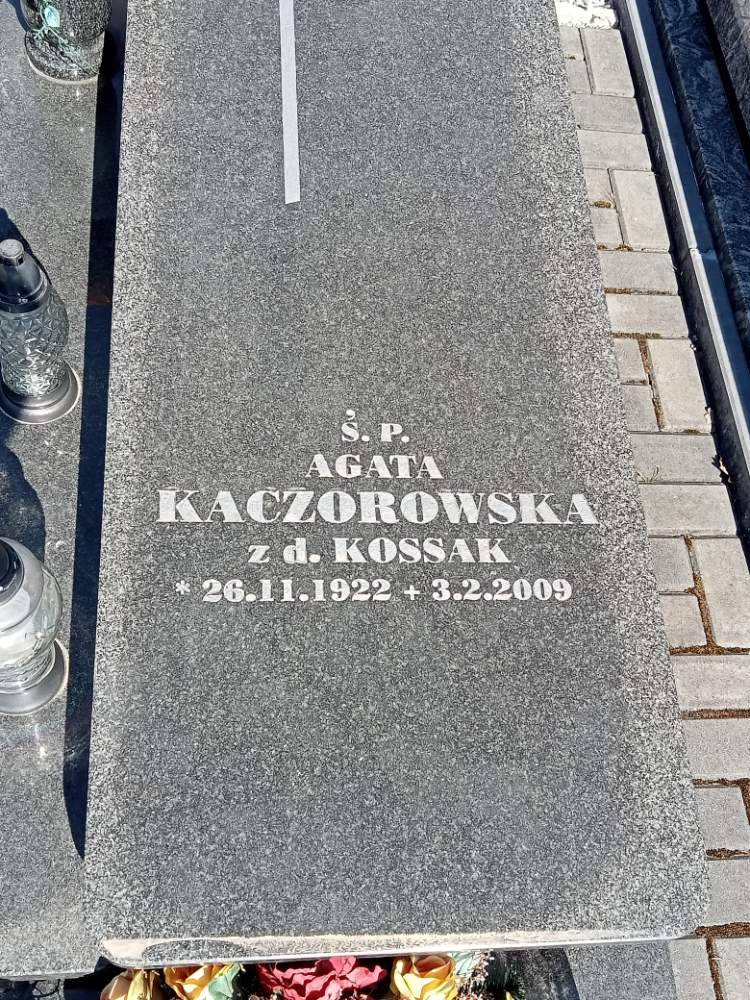 Ś. P.
AGATA
KACZOROWSKA
z d. KOSSAK
* 26.11.1922 + 3.2.2009